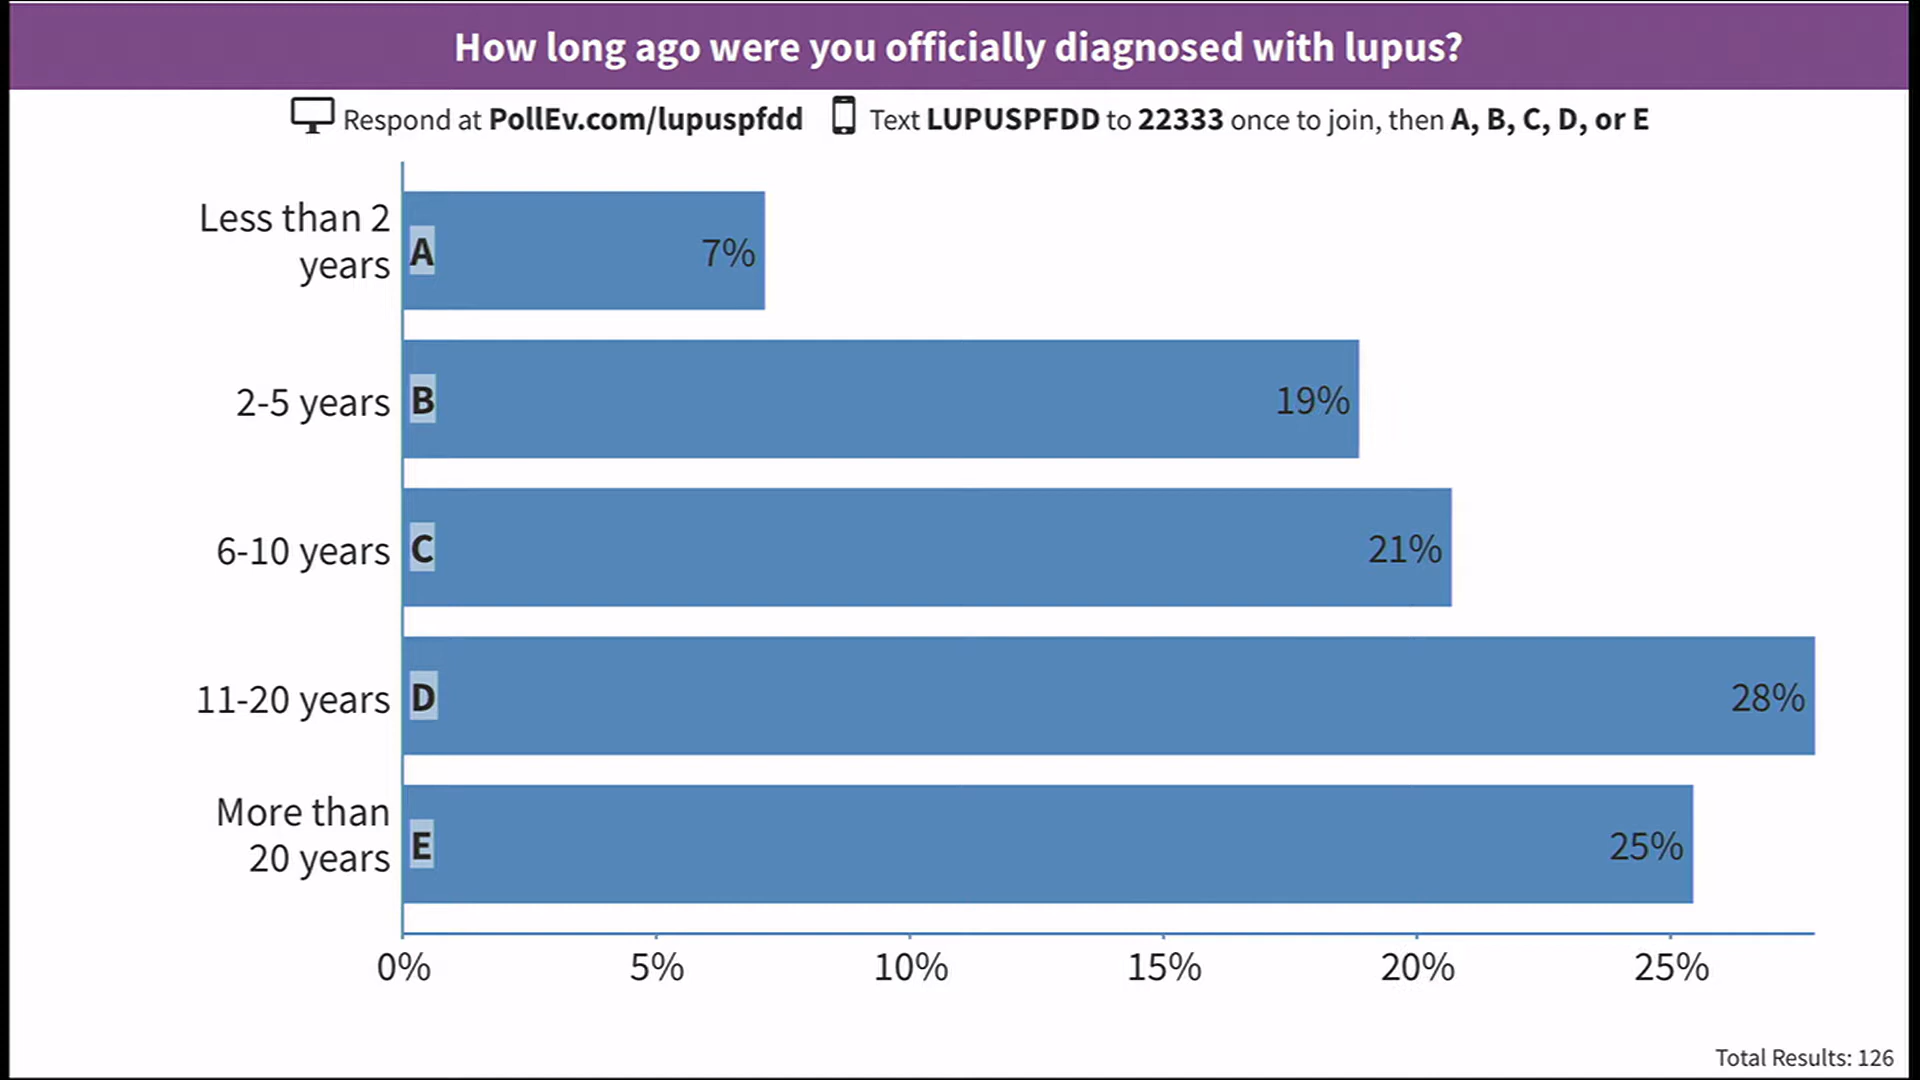 How long ago were you officially diagnosed with lupus?
Respond at PollEv.com/lupuspfdd Text LUPUSPFDD to 22333 once to join, then A, B, C, D, or E
Less than 2
years
A
7%
2-5 years
B
19%
6-10 years
C
21%
11-20 years
D
28%
More than
20 years
E
25%
0% 5% 10% 15% 20% 25%
Total Results: 126